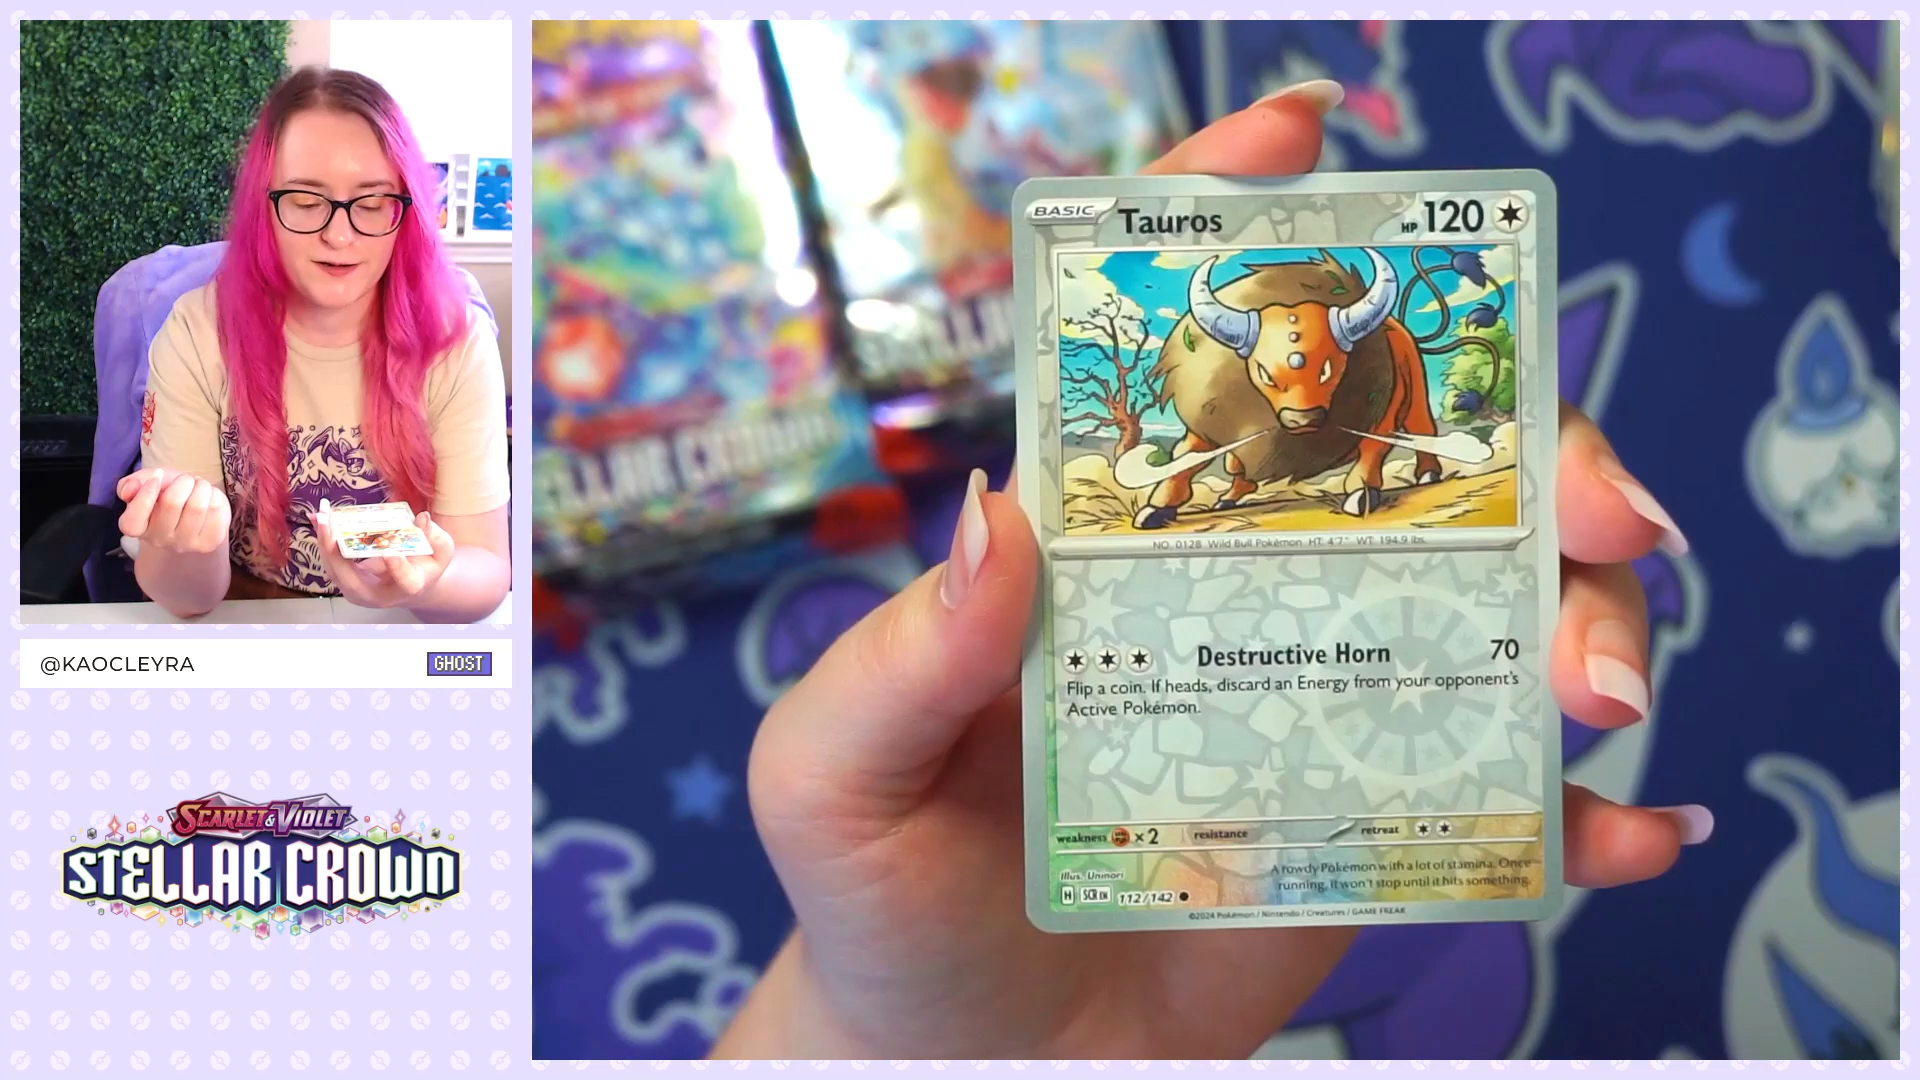 @KAOCLEYRA
GHOST
SCARLET & VIOLET
STELLAR CROWN
STELLAR CROWN
STELLAR
BASIC
Tauros
HP 120
NO. 0128 Wild Bull Pokémon HT: 4'7" WT: 194.9 lbs.
Destructive Horn 70
Flip a coin. If heads, discard an Energy from your opponent's
Active Pokémon.
weakness × 2 resistance retreat
Illus. Uninori
H SCR EN 112/142
A rowdy Pokémon with a lot of stamina. Once
running, it won't stop until it hits something.
©2024 Pokémon / Nintendo / Creatures / GAME FREAK